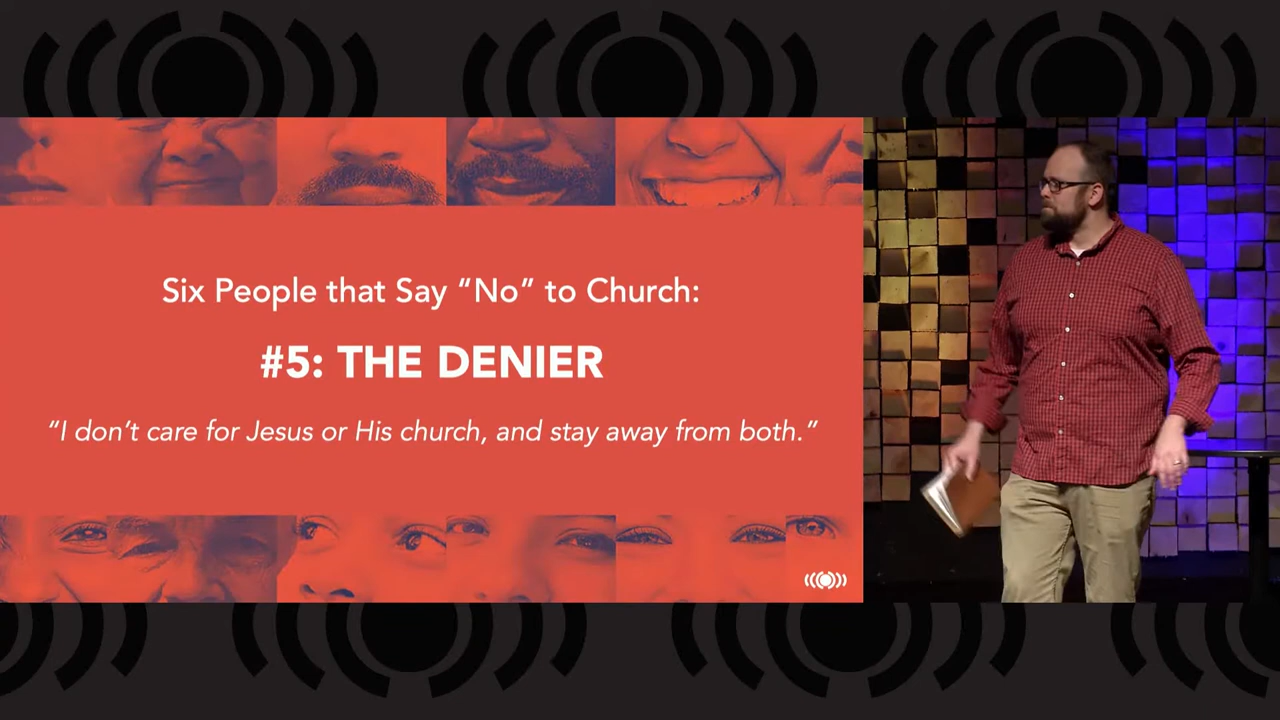 Six People that Say “No” to Church:
#5: THE DENIER
“I don’t care for Jesus or His church, and stay away from both.”